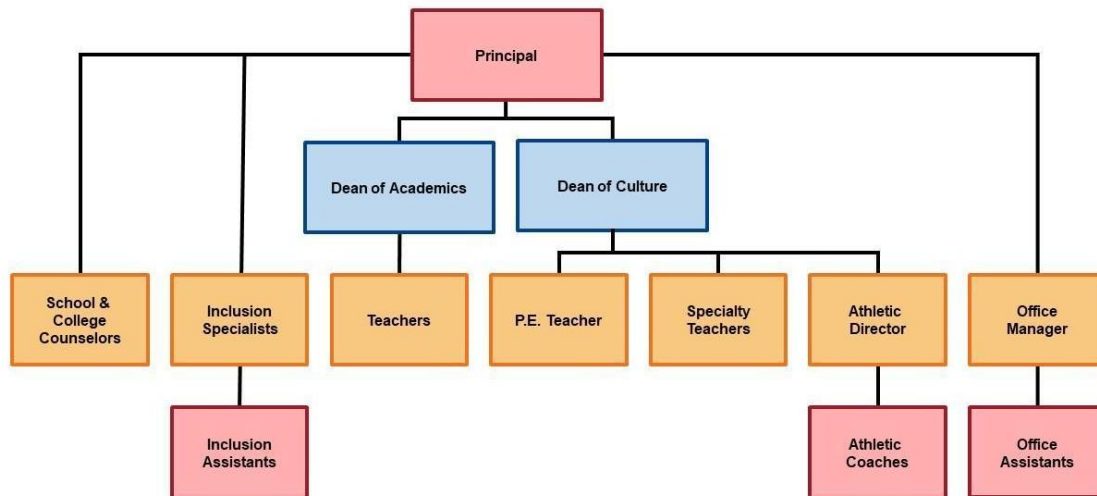 Principal
Dean of Academics
Dean of Culture
School &
College
Counselors
Inclusion
Specialists
Teachers
P.E. Teacher
Specialty
Teachers
Athletic
Director
Office
Manager
Inclusion
Assistants
Athletic
Coaches
Office
Assistants